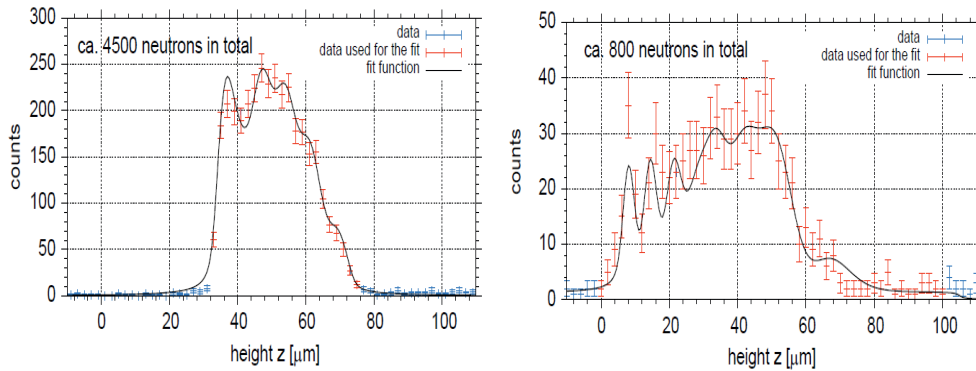 300
250
200
150
100
50
0
counts
ca. 4500 neutrons in total
data
data used for the fit
fit function
0
20
40
60
80
100
height z [μm]
50
40
30
20
10
0
counts
ca. 800 neutrons in total
data
data used for the fit
fit function
0
20
40
60
80
100
height z [μm]